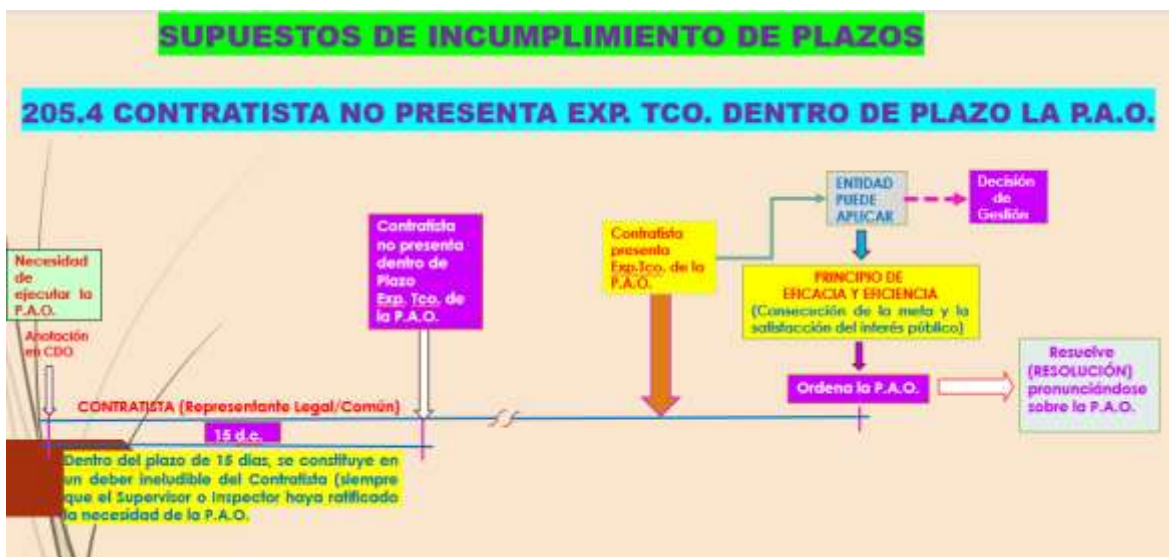 SUPUESTOS DE INCUMPLIMIENTO DE PLAZOS
205.4 CONTRATISTA NO PRESENTA EXP. TCO. DENTRO DE PLAZO LA P.A.O.
Necesidad
de
ejecutar la
P.A.O.
Anotación
en CDO
Contratista
no presenta
dentro de
Plazo
Exp. Tco. de
la P.A.O.
Contratista
presenta
Exp.Tco. de la
P.A.O.
ENTIDAD
PUEDE
APLICAR
Decisión
de
Gestión
PRINCIPIO DE
EFICACIA Y EFICIENCIA
(Consecución de la meta y la
satisfacción del interés público)
Ordena la P.A.O.
Resuelve
(RESOLUCIÓN)
pronunciándose
sobre la P.A.O.
CONTRATISTA (Representante Legal/Común)
15 d.c.
Dentro del plazo de 15 días, se constituye en
un deber ineludible del Contratista (siempre
que el Supervisor o Inspector haya ratificado
la necesidad de la P.A.O.